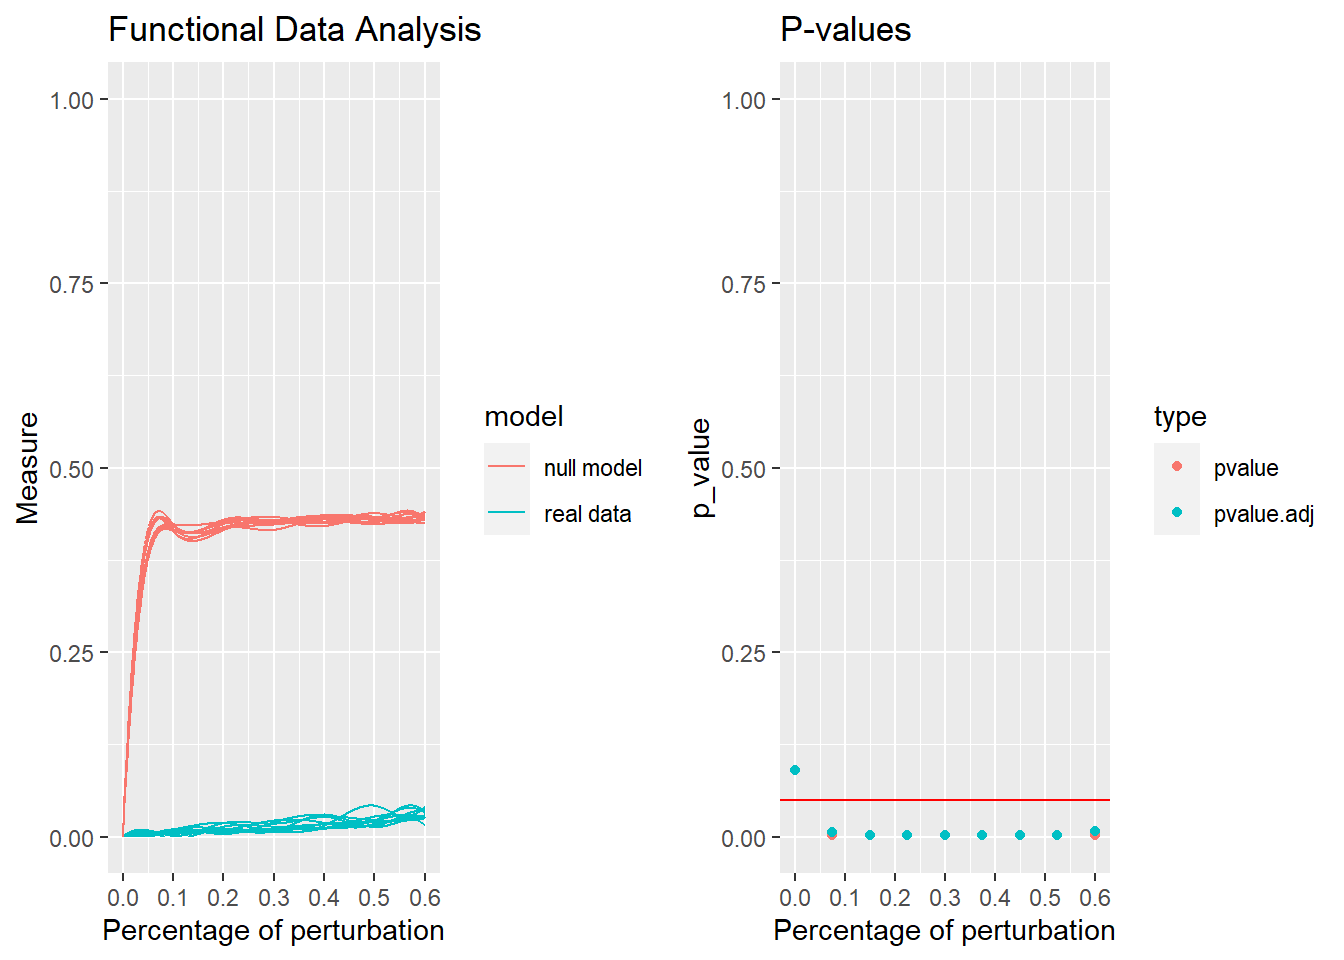 Functional Data Analysis
1.00
0.75
0.50
0.25
0.00
Measure
0.0 0.1 0.2 0.3 0.4 0.5 0.6
Percentage of perturbation
model
null model
real data
P-values
1.00
0.75
0.50
0.25
0.00
p_value
0.0 0.1 0.2 0.3 0.4 0.5 0.6
Percentage of perturbation
type
pvalue
pvalue.adj